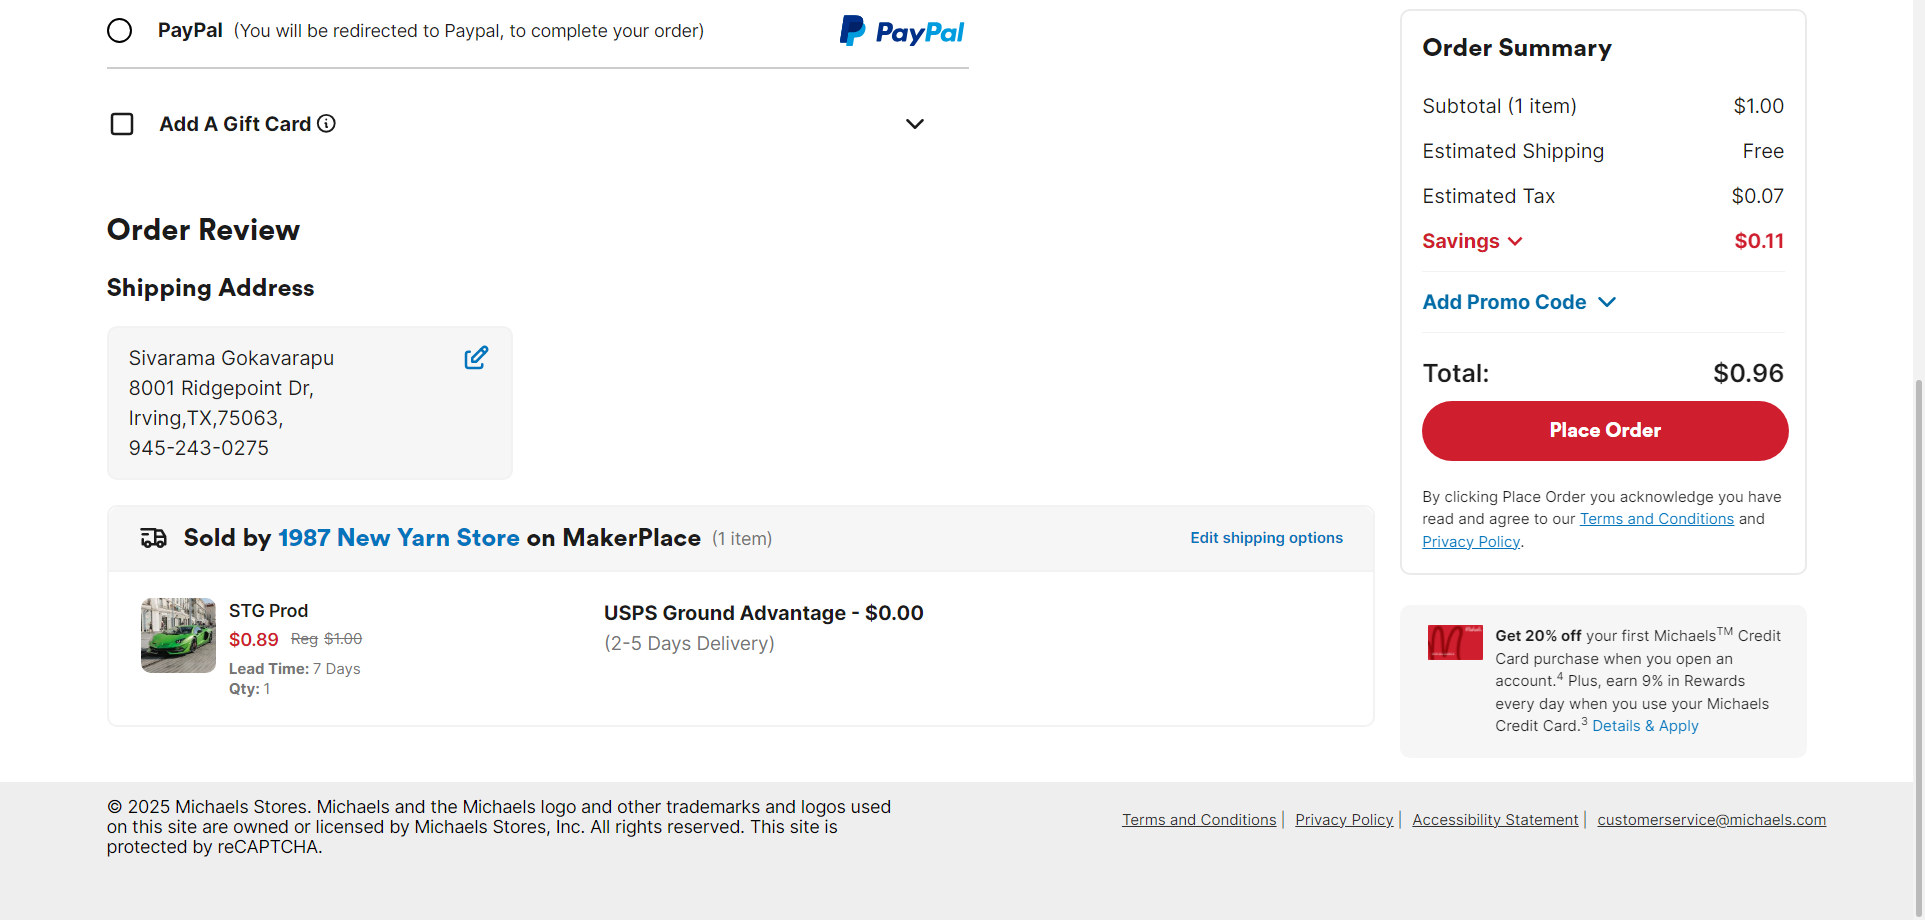 PayPal (You will be redirected to Paypal, to complete your order)
PayPal
Add A Gift Card
Order Review
Shipping Address
Sivarama Gokavarapu
8001 Ridgepoint Dr,
Irving,TX,75063,
945-243-0275
Sold by 1987 New Yarn Store on MakerPlace (1 item)
Edit shipping options
STG Prod
$0.89 Reg $1.00
Lead Time: 7 Days
Qty: 1
USPS Ground Advantage - $0.00
(2-5 Days Delivery)
Order Summary
Subtotal (1 item) $1.00
Estimated Shipping Free
Estimated Tax $0.07
Savings $0.11
Add Promo Code
Total: $0.96
Place Order
By clicking Place Order you acknowledge you have
read and agree to our Terms and Conditions and
Privacy Policy.
Get 20% off your first Michaels™ Credit
Card purchase when you open an
account.4 Plus, earn 9% in Rewards
every day when you use your Michaels
Credit Card.3 Details & Apply
© 2025 Michaels Stores. Michaels and the Michaels logo and other trademarks and logos used
on this site are owned or licensed by Michaels Stores, Inc. All rights reserved. This site is
protected by reCAPTCHA.
Terms and Conditions | Privacy Policy | Accessibility Statement | customerservice@michaels.com